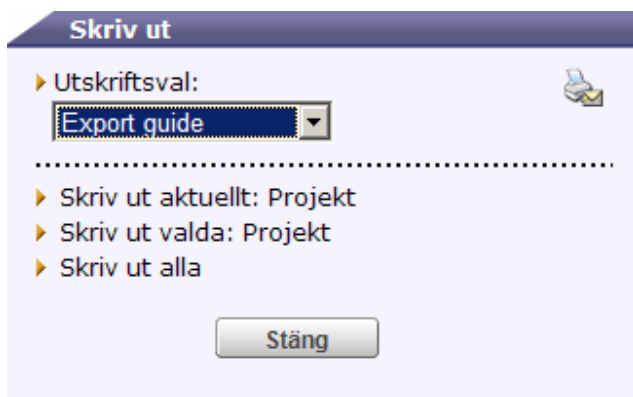 Skriv ut
Utskriftsval:
Export guide
Skriv ut aktuellt: Projekt
Skriv ut valda: Projekt
Skriv ut alla
Stäng